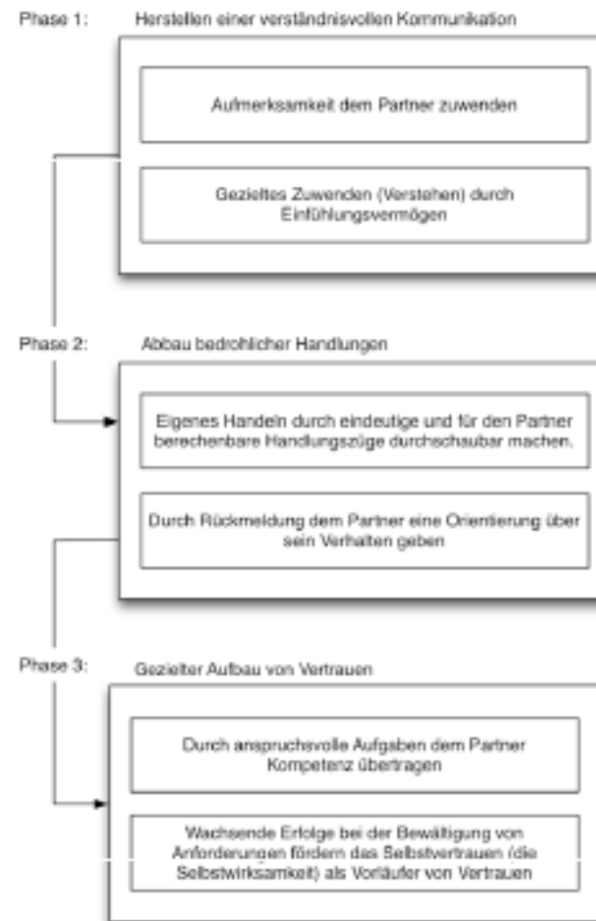 Phase 1: Herstellen einer verständnisvollen Kommunikation
Aufmerksamkeit dem Partner zuwenden
Gezieltes Zuwenden (Verstehen) durch
Einfühlungsvermögen
Phase 2: Abbau bedrohlicher Handlungen
Eigenes Handeln durch eindeutige und für den Partner
berechenbare Handlungszüge durchschaubar machen.
Durch Rückmeldung dem Partner eine Orientierung über
sein Verhalten geben
Phase 3: Gezielter Aufbau von Vertrauen
Durch anspruchsvolle Aufgaben dem Partner
Kompetenz übertragen
Wachsende Erfolge bei der Bewältigung von
Anforderungen fördern das Selbstvertrauen (die
Selbstwirksamkeit) als Vorläufer von Vertrauen